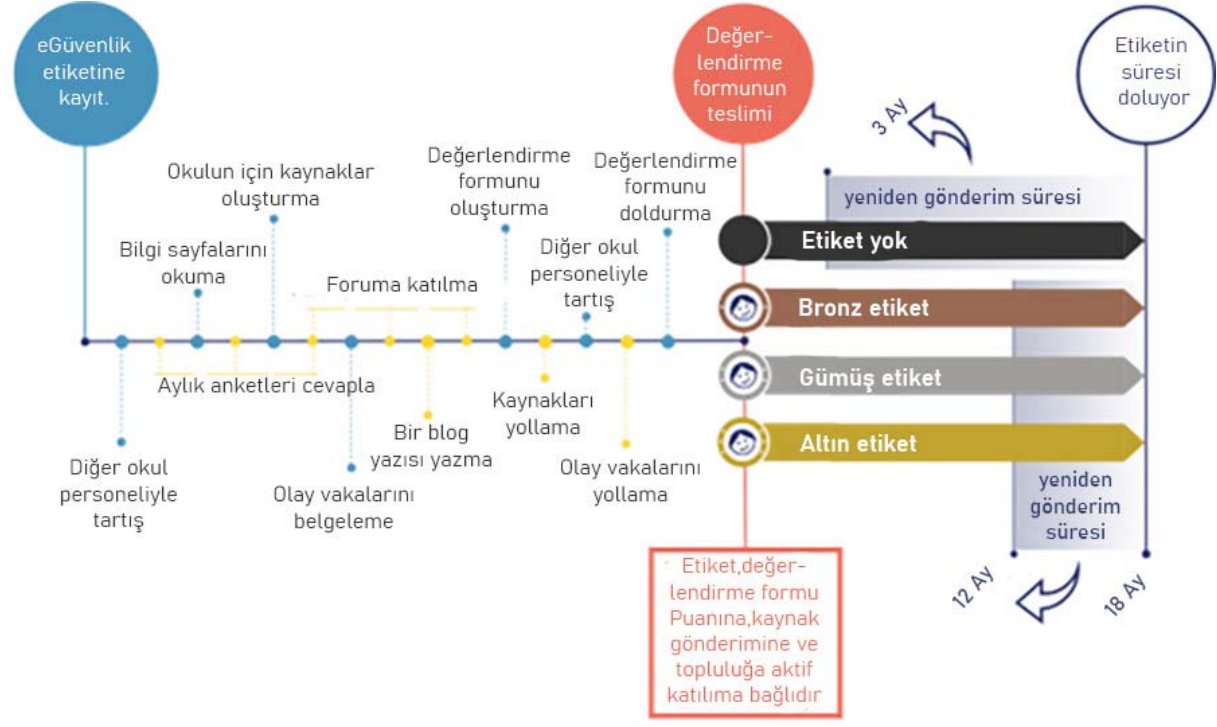 eGüvenlik
etiketine
kayıt.
Değer-
lendirme
formunun
teslimi
Etiketin
süresi
doluyor
3 Ay
Okulun için kaynaklar
oluşturma
Değerlendirme
formunu
oluşturma
Değerlendirme
formunu
doldurma
yeniden gönderim süresi
Bilgi sayfalarını
okuma
Foruma katılma
Diğer okul
personeliyle
tartış
Etiket yok
Bronz etiket
Gümüş etiket
Altın etiket
Aylık anketleri cevapla
Diğer okul
personeliyle
tartış
Olay vakalarını
belgeleme
Bir blog
yazısı yazma
Kaynakları
yollama
Olay vakalarını
yollama
yeniden
gönderim
süresi
12 Ay
18 Ay
Etiket,değer-
lendirme formu
Puanına,kaynak
gönderimine ve
topluluğa aktif
katılıma bağlıdır